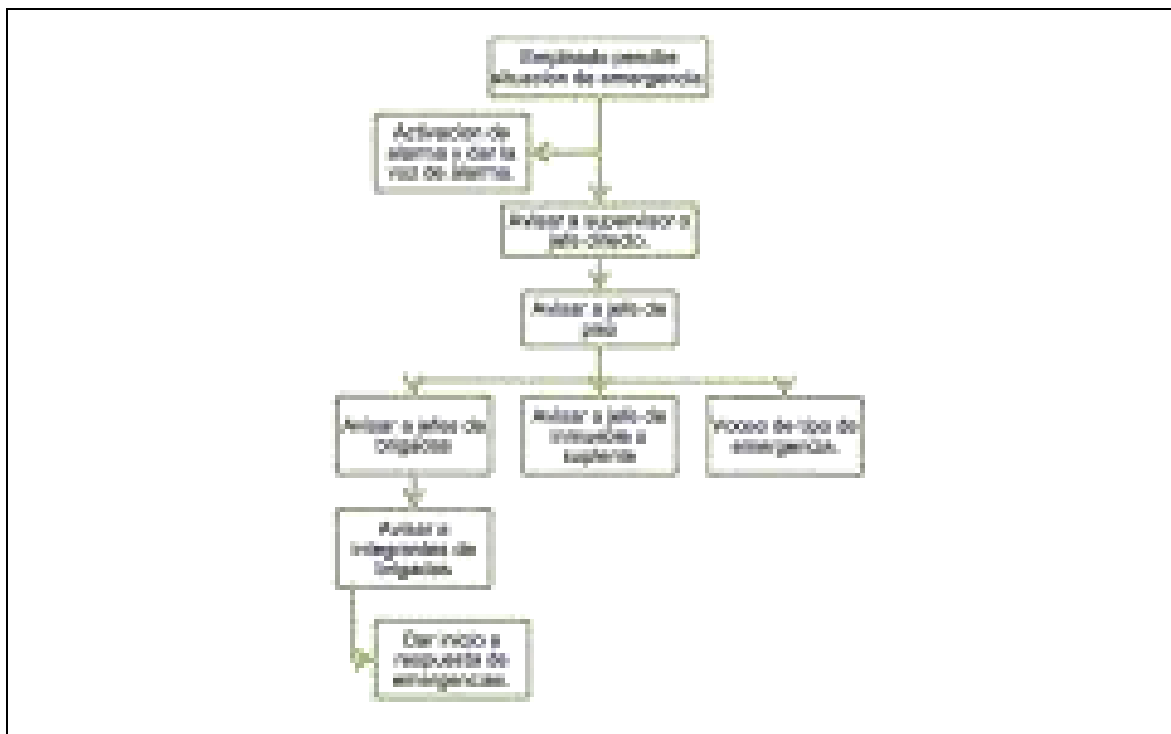 Empleado percibe
situación de emergencia.
Activación de
alarma y dar la
voz de alarma.
Avisar a supervisor o
jefe directo.
Avisar a jefe de
piso
Avisar a jefes de
brigadas
Avisar a jefe de
inmueble o
suplente
de tipo de
emergencia.
Avisar a
integrantes de
brigadas.
Dar inicio a
respuesta de
emergencias.